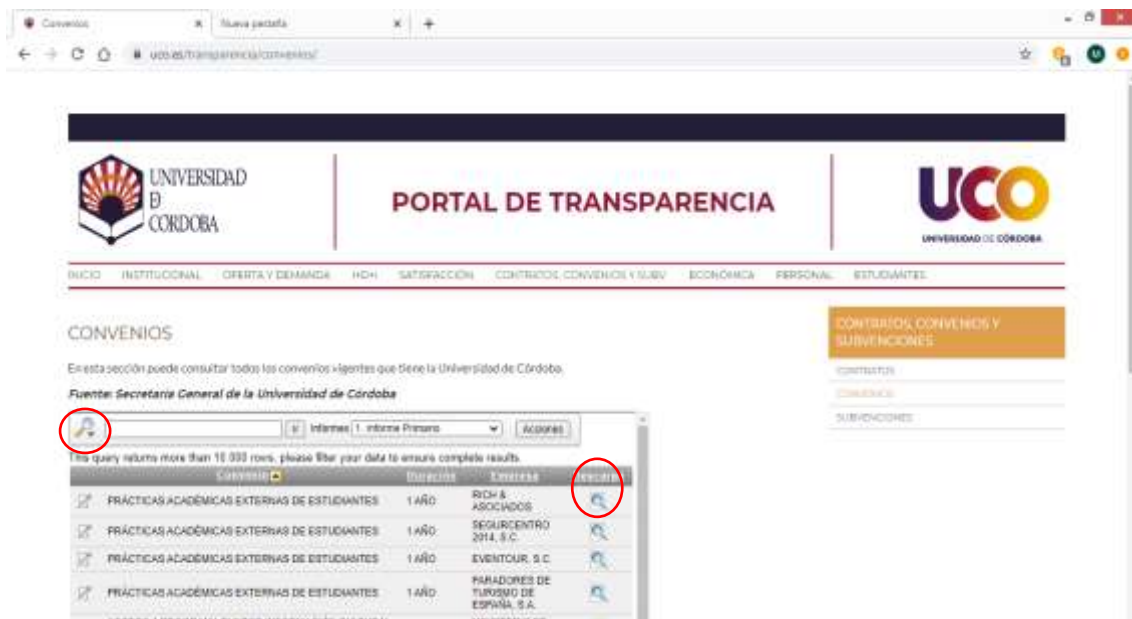 Convenios
Nueva pestaña
uco.es/transparencia/convenios/
UNIVERSIDAD
Đ
CORDOBA
PORTAL DE TRANSPARENCIA
UCO
UNIVERSIDAD DE CÓRDOBA
INICIO INSTITUCIONAL OFERTA Y DEMANDA I+D+I SATISFACCIÓN CONTRATOS, CONVENIOS Y SUBV ECONÓMICA PERSONAL ESTUDIANTES
CONVENIOS
En esta sección puede consultar todos los convenios vigentes que tiene la Universidad de Córdoba.
Fuente: Secretaría General de la Universidad de Córdoba
CONTRATOS, CONVENIOS Y
SUBVENCIONES
CONTRATOS
CONVENIOS
SUBVENCIONES
Ir Informes 1. Informe Primario Acciones
This query returns more than 10.000 rows, please filter your data to ensure complete results.
Convenio Duración Empresa Descargar
PRÁCTICAS ACADÉMICAS EXTERNAS DE ESTUDIANTES 1 AÑO RICH & ASOCIADOS
PRÁCTICAS ACADÉMICAS EXTERNAS DE ESTUDIANTES 1 AÑO SEGURCENTRO 2014, S.C.
PRÁCTICAS ACADÉMICAS EXTERNAS DE ESTUDIANTES 1 AÑO EVENTOUR, S.C.
PRÁCTICAS ACADÉMICAS EXTERNAS DE ESTUDIANTES 1 AÑO PARADORES DE TURISMO DE ESPAÑA, S.A.